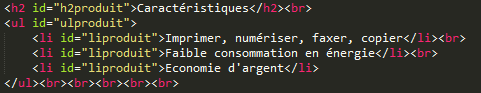 <h2 id="h2produit">Caractéristiques</h2><br>
<ul id="ulproduit">
    <li id="liproduit">Imprimer, numériser, faxer, copier</li><br>
    <li id="liproduit">Faible consommation en énergie</li><br>
    <li id="liproduit">Economie d'argent</li>
</ul><br><br><br><br><br>